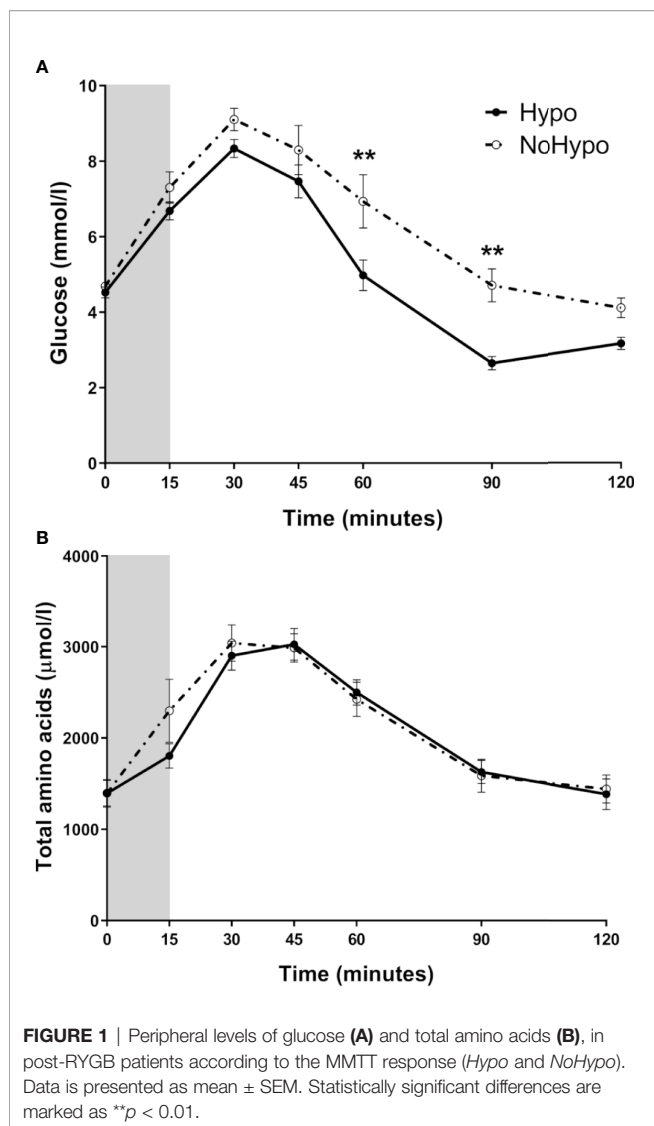 A
10
8
6
4
2
0
Glucose (mmol/l)
Hypo
NoHypo
**
**
0 15 30 45 60 90 120
Time (minutes)
B
4000
3000
2000
1000
0
Total amino acids (μmol/l)
0 15 30 45 60 90 120
Time (minutes)
FIGURE 1 | Peripheral levels of glucose (A) and total amino acids (B), in
post-RYGB patients according to the MMTT response (Hypo and NoHypo).
Data is presented as mean ± SEM. Statistically significant differences are
marked as **p < 0.01.